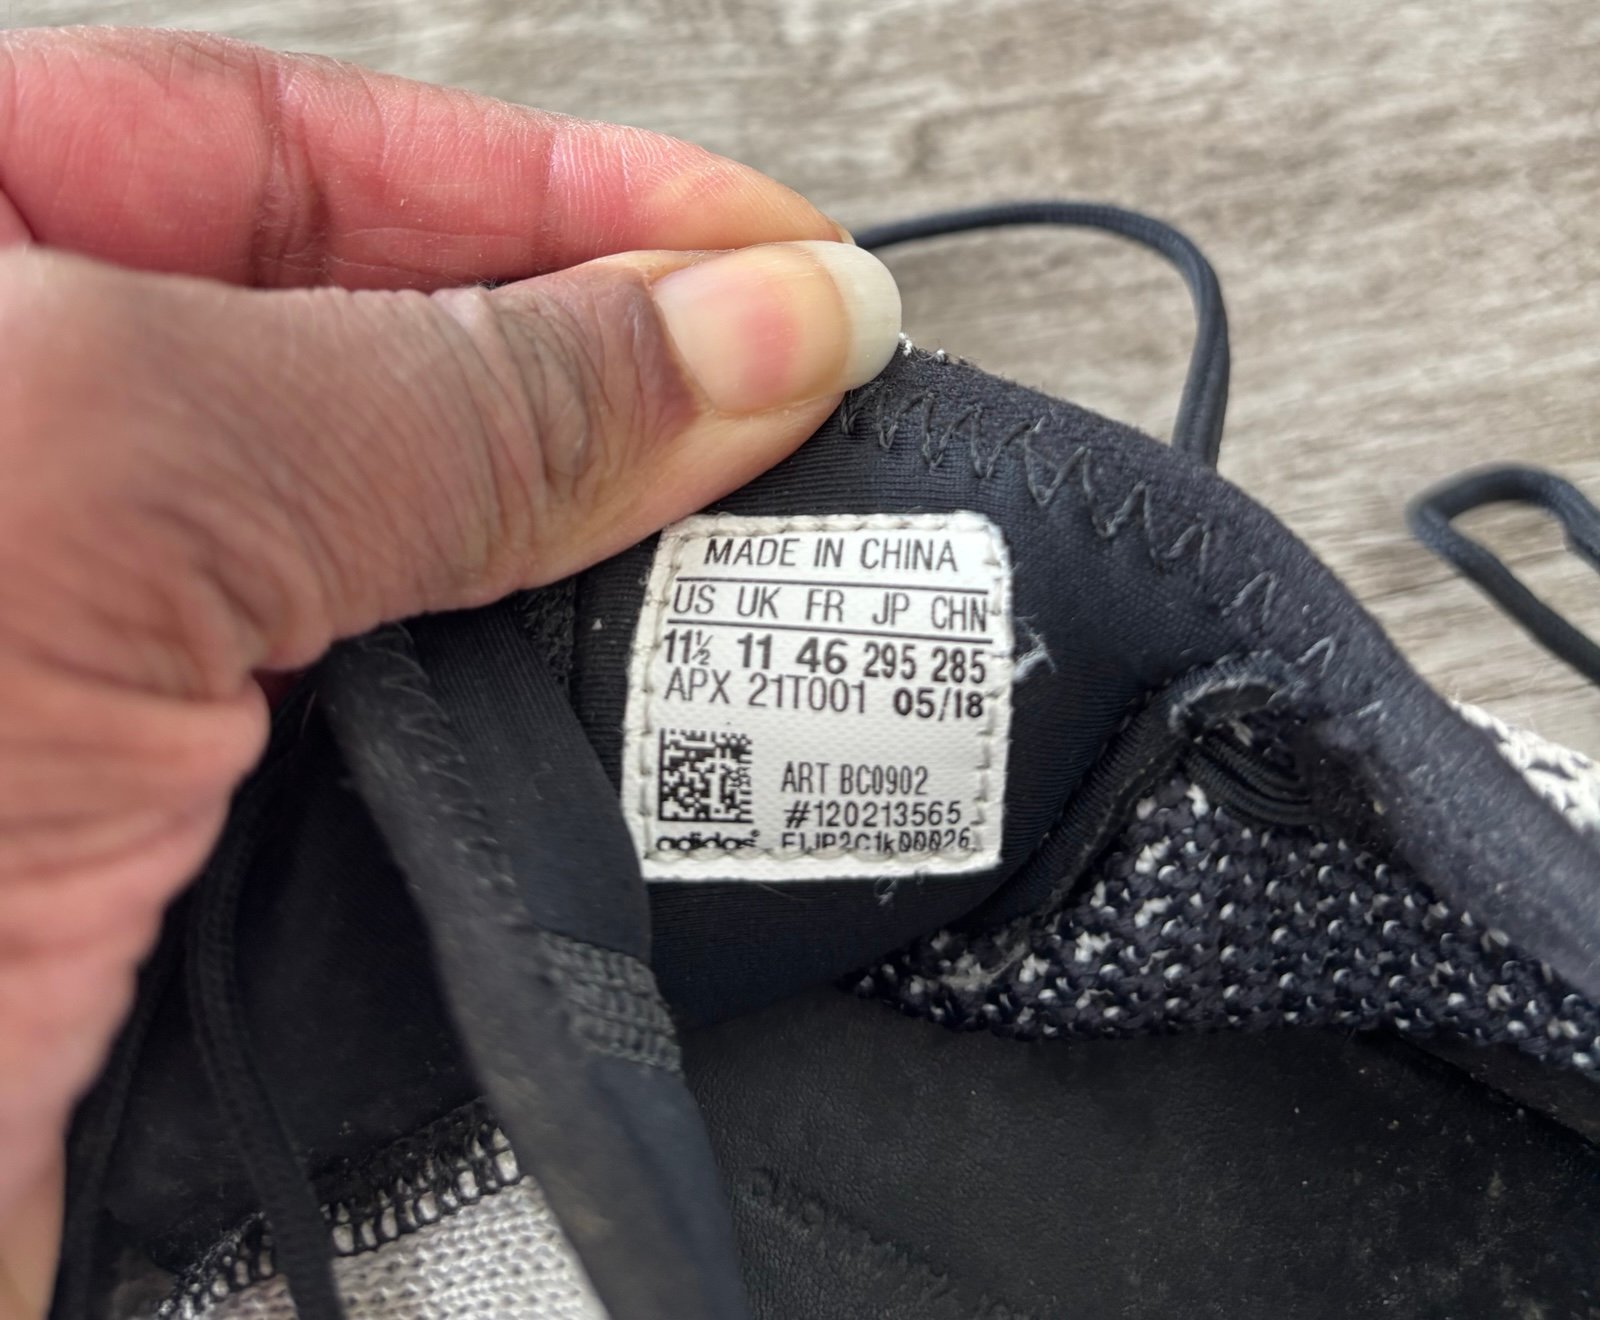 MADE IN CHINA
US UK FR JP CHN
11½ 11 46 295 285
APX 21T001 05/18
ART BC0902
#120213565
adidas®